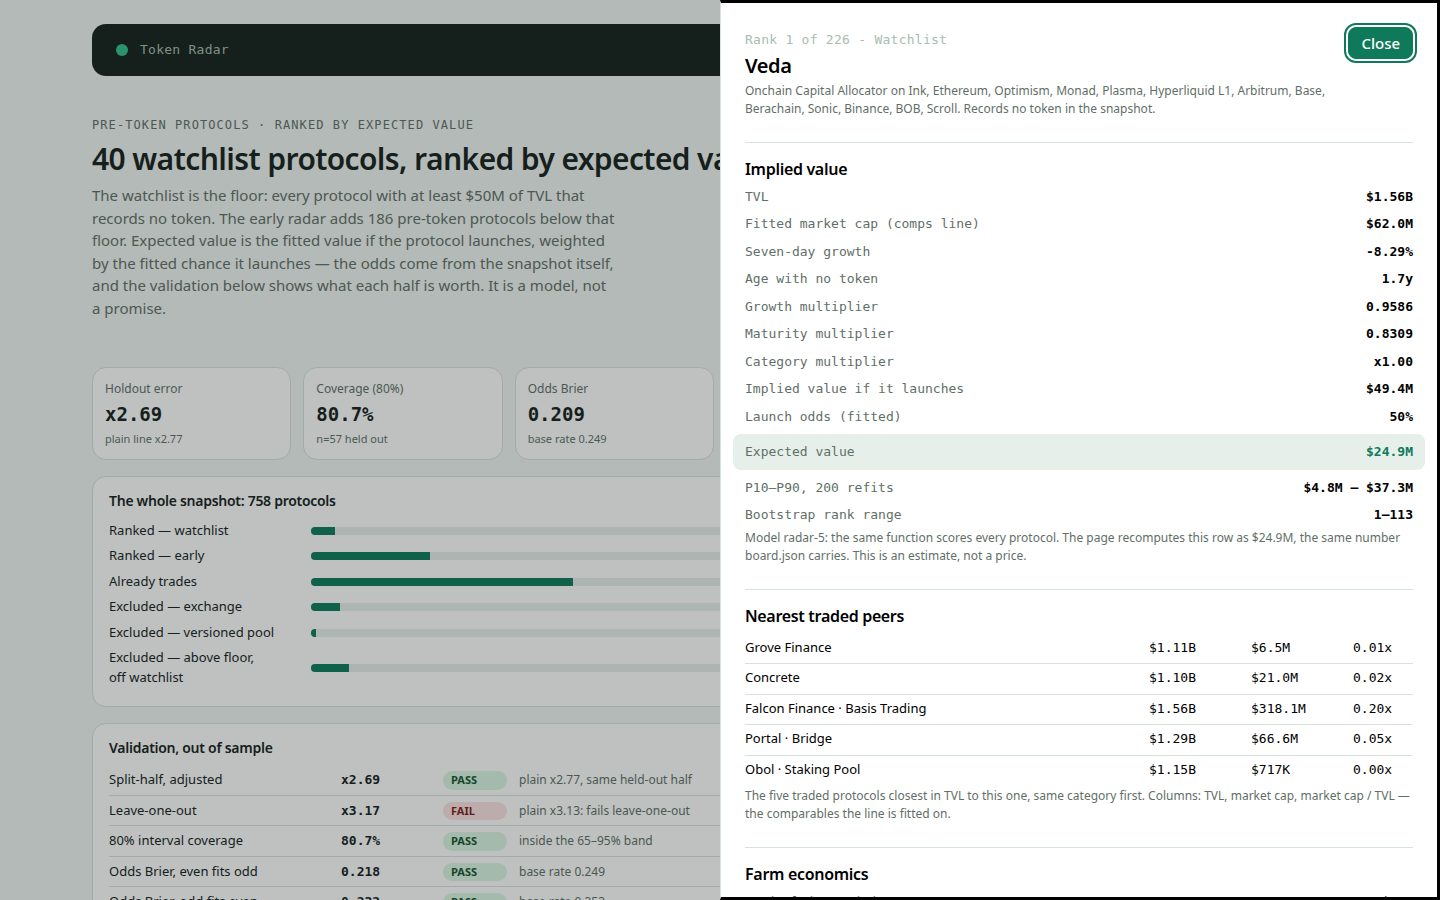 Token Radar
PRE-TOKEN PROTOCOLS · RANKED BY EXPECTED VALUE
40 watchlist protocols, ranked by expected
The watchlist is the floor: every protocol with at least $50M of TVL that
records no token. The early radar adds 186 pre-token protocols below that
floor. Expected value is the fitted value if the protocol launches, weighted
by the fitted chance it launches — the odds come from the snapshot itself,
and the validation below shows what each half is worth. It is a model, not
a promise.
Holdout error
x2.69
plain line x2.77
Coverage (80%)
80.7%
n=57 held out
Odds Brier
0.209
base rate 0.249
The whole snapshot: 758 protocols
Ranked — watchlist
Ranked — early
Already trades
Excluded — exchange
Excluded — versioned pool
Excluded — above floor,
off watchlist
Validation, out of sample
Split-half, adjusted x2.69 PASS plain x2.77, same held-out half
Leave-one-out x3.17 FAIL plain x3.13: fails leave-one-out
80% interval coverage 80.7% PASS inside the 65–95% band
Odds Brier, even fits odd 0.218 PASS base rate 0.249
Rank 1 of 226 - Watchlist
Close
Veda
Onchain Capital Allocator on Ink, Ethereum, Optimism, Monad, Plasma, Hyperliquid L1, Arbitrum, Base,
Berachain, Sonic, Binance, BOB, Scroll. Records no token in the snapshot.
Implied value
TVL $1.56B
Fitted market cap (comps line) $62.0M
Seven-day growth -8.29%
Age with no token 1.7y
Growth multiplier 0.9586
Maturity multiplier 0.8309
Category multiplier x1.00
Implied value if it launches $49.4M
Launch odds (fitted) 50%
Expected value $24.9M
P10–P90, 200 refits $4.8M — $37.3M
Bootstrap rank range 1–113
Model radar-5: the same function scores every protocol. The page recomputes this row as $24.9M, the same number
board.json carries. This is an estimate, not a price.
Nearest traded peers
Grove Finance $1.11B $6.5M 0.01x
Concrete $1.10B $21.0M 0.02x
Falcon Finance · Basis Trading $1.56B $318.1M 0.20x
Portal · Bridge $1.29B $66.6M 0.05x
Obol · Staking Pool $1.15B $717K 0.00x
The five traded protocols closest in TVL to this one, same category first. Columns: TVL, market cap, market cap / TVL —
the comparables the line is fitted on.
Farm economics